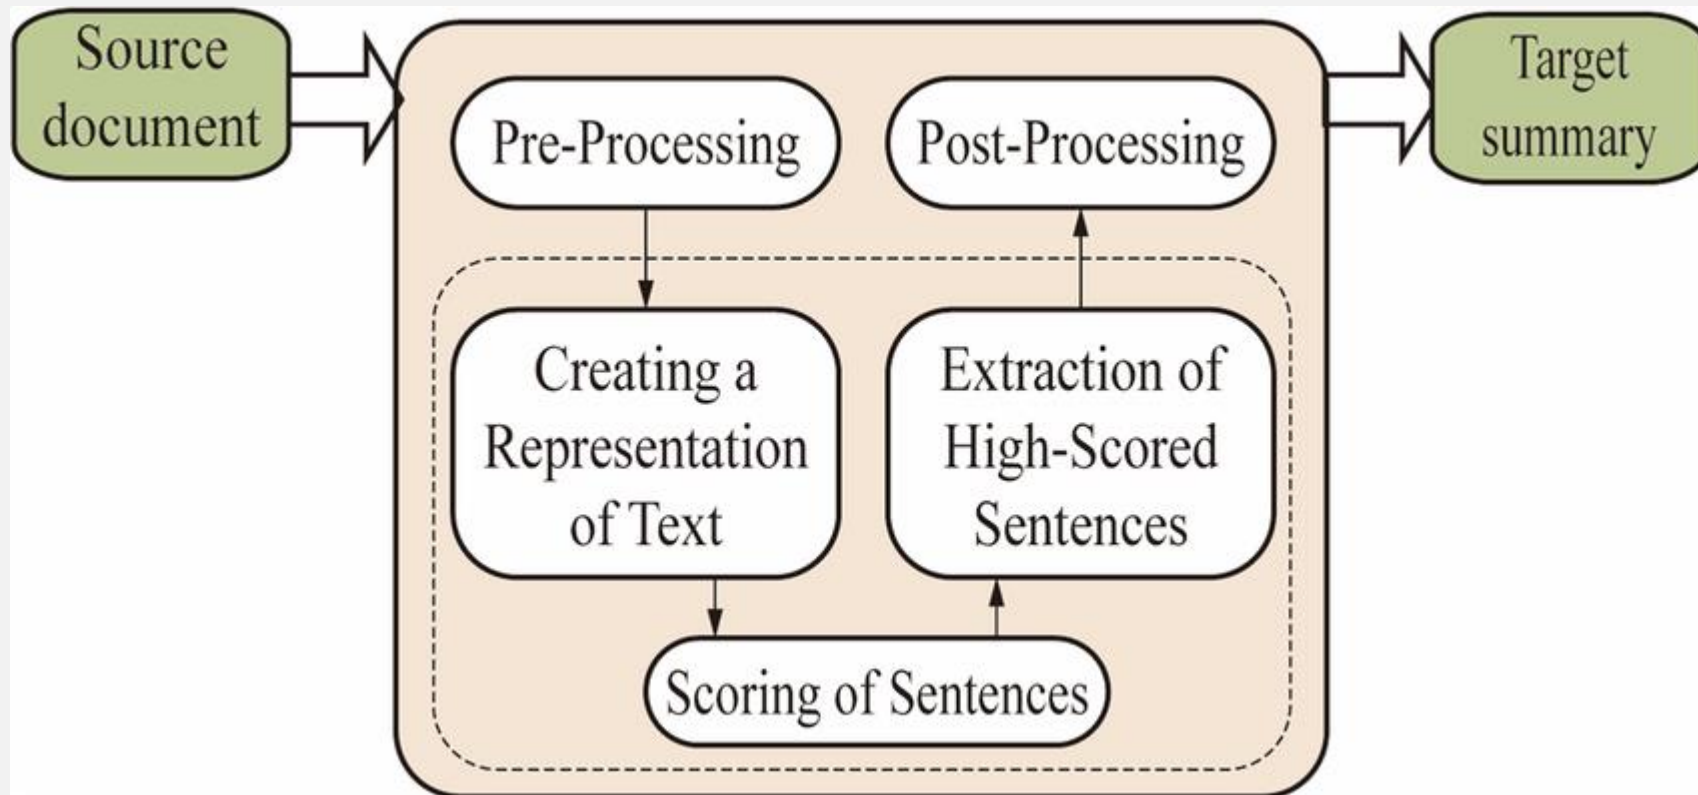 Source
document
Pre-Processing
Creating a
Representation
of Text
Scoring of Sentences
Extraction of
High-Scored
Sentences
Post-Processing
Target
summary